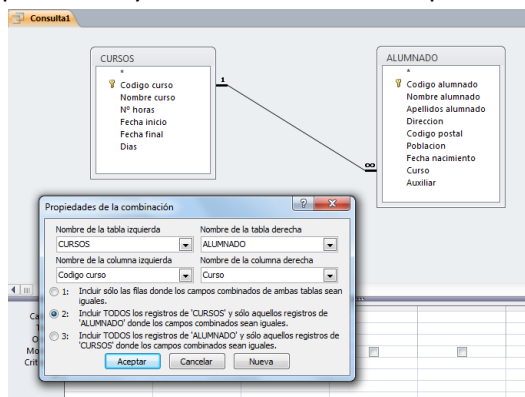 Consulta1
CURSOS
*
Codigo curso
Nombre curso
Nº horas
Fecha inicio
Fecha final
Dias
1
∞
ALUMNADO
*
Codigo alumnado
Nombre alumnado
Apellidos alumnado
Direccion
Codigo postal
Poblacion
Fecha nacimiento
Curso
Auxiliar
Propiedades de la combinación
Nombre de la tabla izquierda
Nombre de la tabla derecha
CURSOS
ALUMNADO
Nombre de la columna izquierda
Nombre de la columna derecha
Codigo curso
Curso
1: Incluir sólo las filas donde los campos combinados de ambas tablas sean
iguales.
2: Incluir TODOS los registros de 'CURSOS' y sólo aquellos registros de
'ALUMNADO' donde los campos combinados sean iguales.
3: Incluir TODOS los registros de 'ALUMNADO' y sólo aquellos registros de
'CURSOS' donde los campos combinados sean iguales.
Aceptar
Cancelar
Nueva